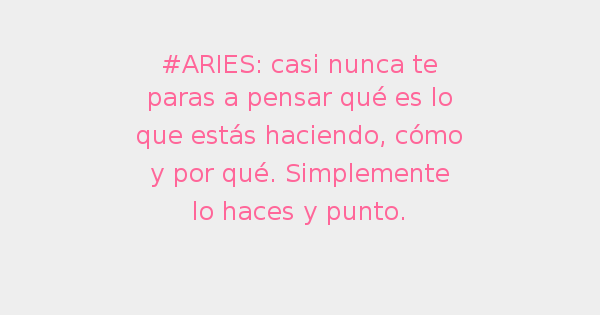 #ARIES: casi nunca te
paras a pensar qué es lo
que estás haciendo, cómo
y por qué. Simplemente
lo haces y punto.